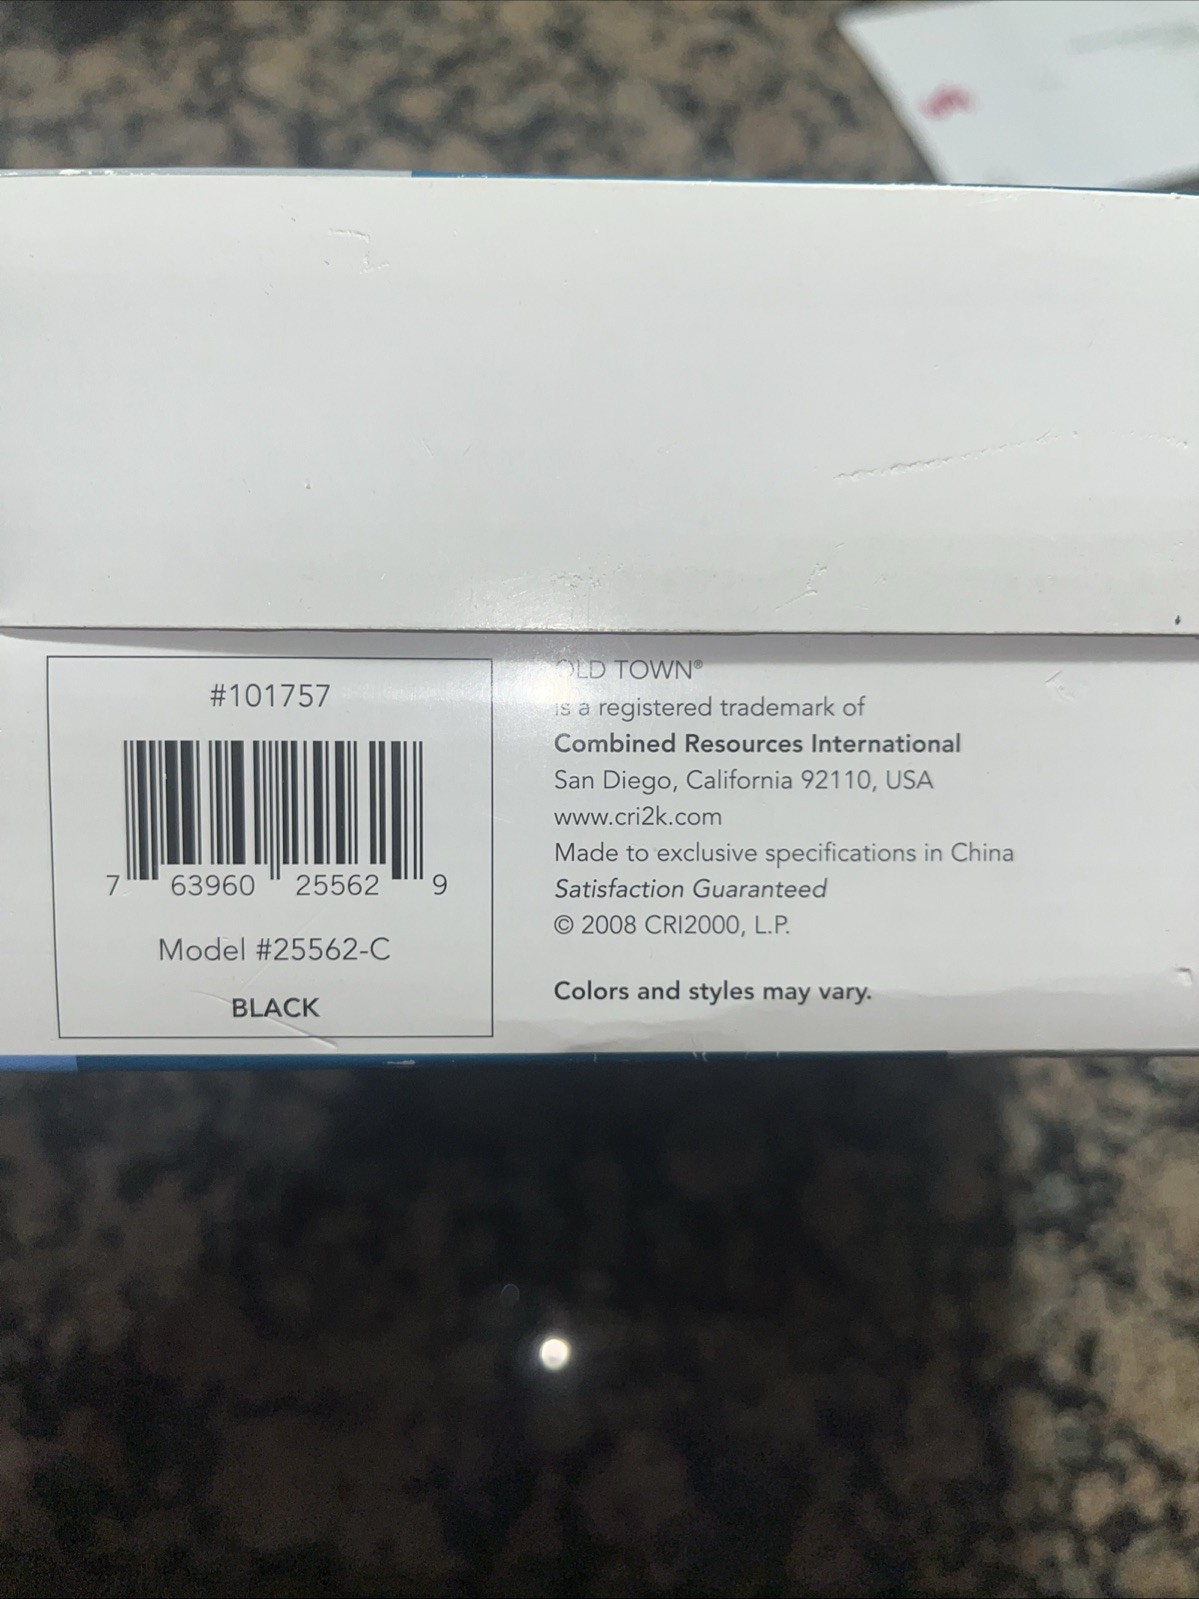 #101757
7 63960 25562 9
Model #25562-C
BLACK
OLD TOWN®
is a registered trademark of
Combined Resources International
San Diego, California 92110, USA
www.cri2k.com
Made to exclusive specifications in China
Satisfaction Guaranteed
© 2008 CRI2000, L.P.
Colors and styles may vary.